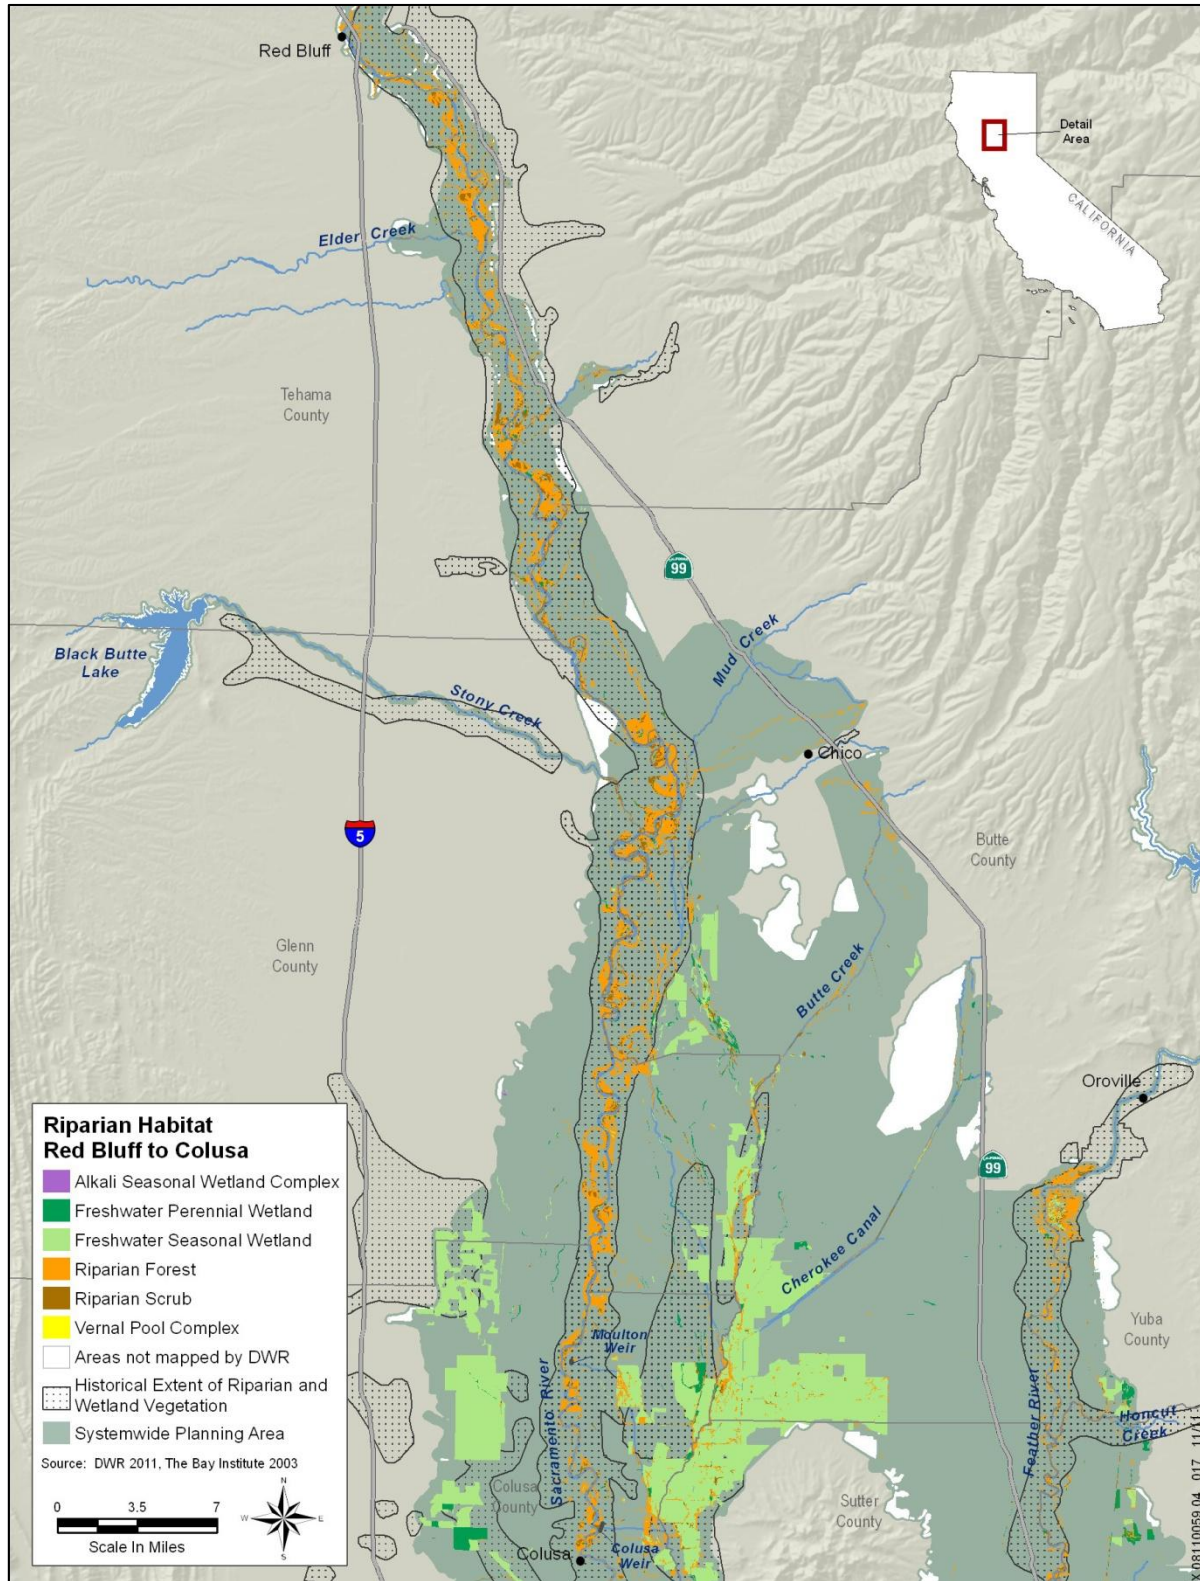 Red Bluff
Detail
Area
CALIFORNIA
Elder Creek
Tehama
County
99
Black Butte
Lake
Stony Creek
Mud Creek
Chico
5
Butte
County
Glenn
County
Butte Creek
Oroville
99
Cherokee Canal
Yuba
County
Moulton
Weir
Sacramento River
Feather River
Honcut
Creek
Colusa
County
Sutter
County
Colusa
Colusa
Weir
Riparian Habitat
Red Bluff to Colusa
Alkali Seasonal Wetland Complex
Freshwater Perennial Wetland
Freshwater Seasonal Wetland
Riparian Forest
Riparian Scrub
Vernal Pool Complex
Areas not mapped by DWR
Historical Extent of Riparian and
Wetland Vegetation
Systemwide Planning Area
Source: DWR 2011, The Bay Institute 2003
0 3.5 7
Scale In Miles
N
W E
S